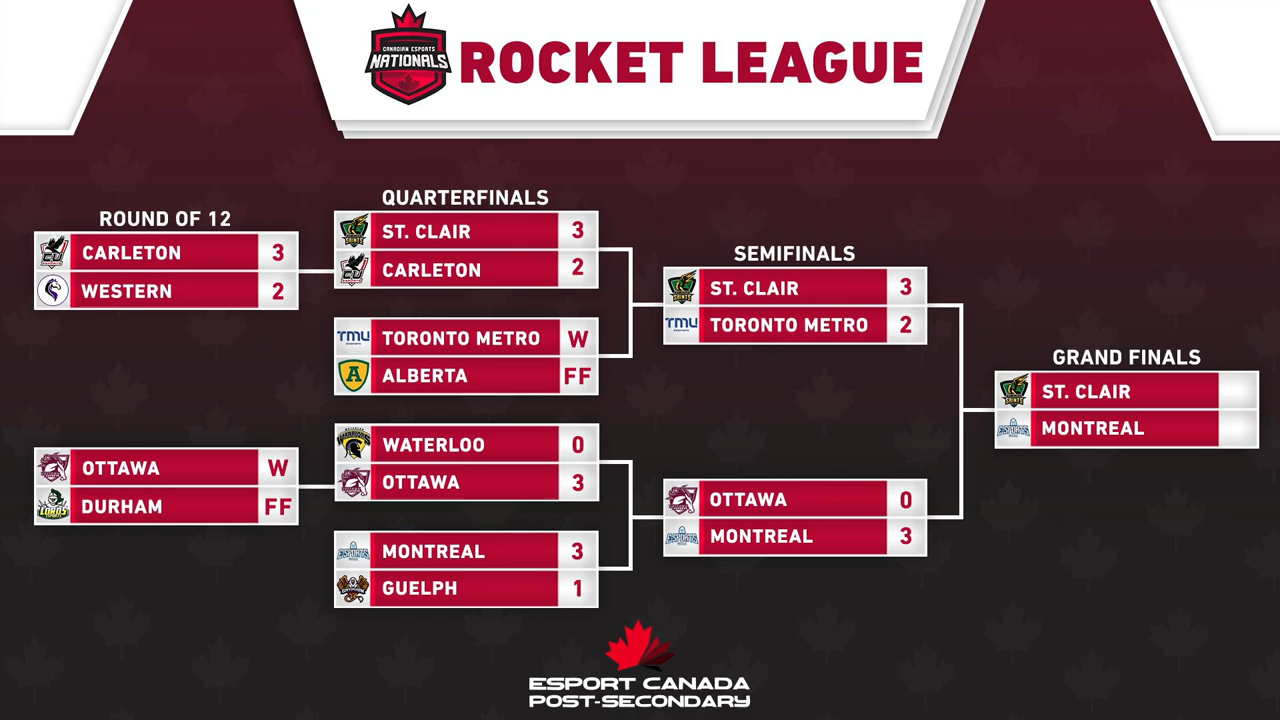 CANADIAN ESPORTS
NATIONALS
ROCKET LEAGUE
ROUND OF 12
CARLETON 3
WESTERN 2
OTTAWA W
DURHAM FF
QUARTERFINALS
ST. CLAIR 3
CARLETON 2
TMU TORONTO METRO W
A ALBERTA FF
WATERLOO 0
OTTAWA 3
MONTREAL 3
GUELPH 1
SEMIFINALS
ST. CLAIR 3
TMU TORONTO METRO 2
OTTAWA 0
MONTREAL 3
GRAND FINALS
ST. CLAIR
MONTREAL
ESPORT CANADA
POST-SECONDARY